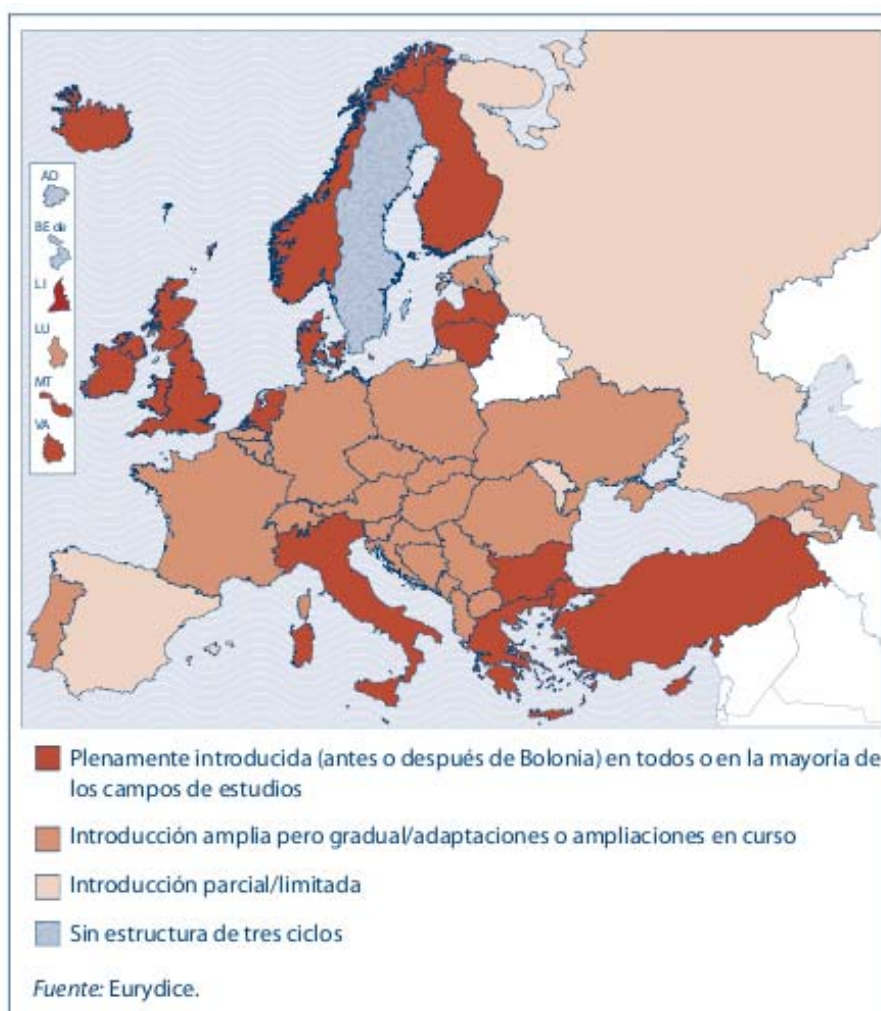 AD
BE de
LI
LU
MT
VA
Plenamente introducida (antes o después de Bolonia) en todos o en la mayoría de
los campos de estudios
Introducción amplia pero gradual/adaptaciones o ampliaciones en curso
Introducción parcial/limitada
Sin estructura de tres ciclos
Fuente: Eurydice.